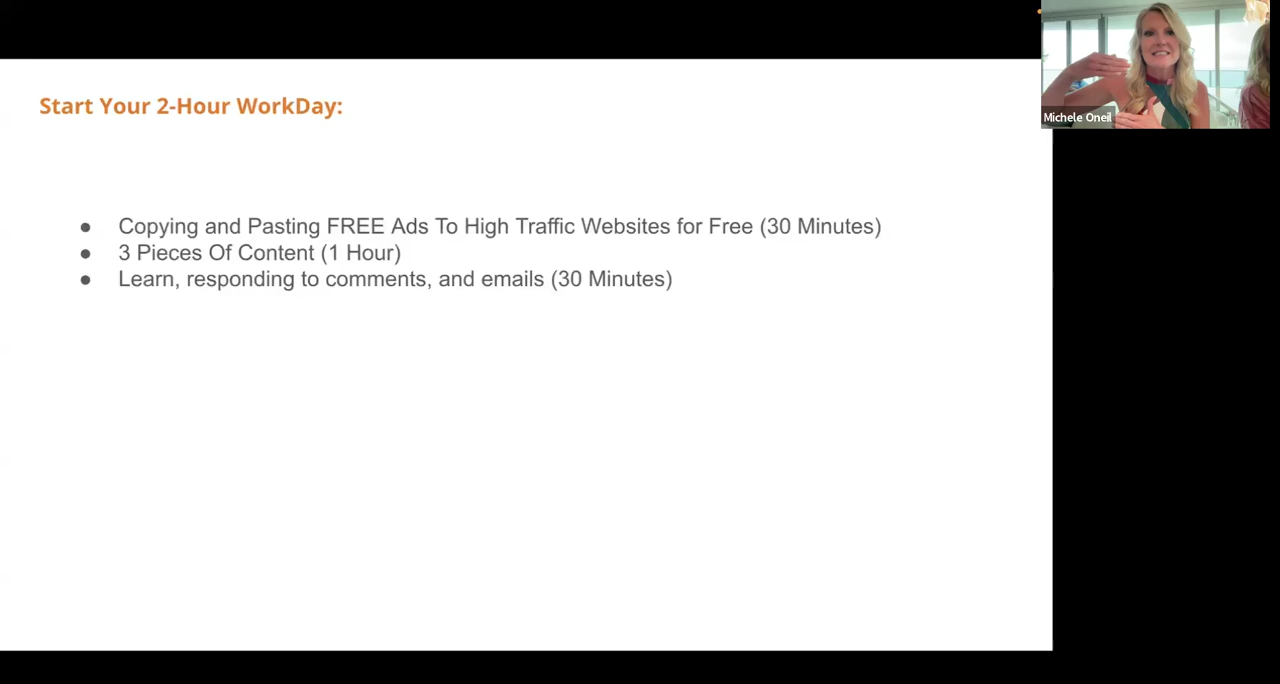 Start Your 2-Hour WorkDay:
Michele Oneil
● Copying and Pasting FREE Ads To High Traffic Websites for Free (30 Minutes)
● 3 Pieces Of Content (1 Hour)
● Learn, responding to comments, and emails (30 Minutes)